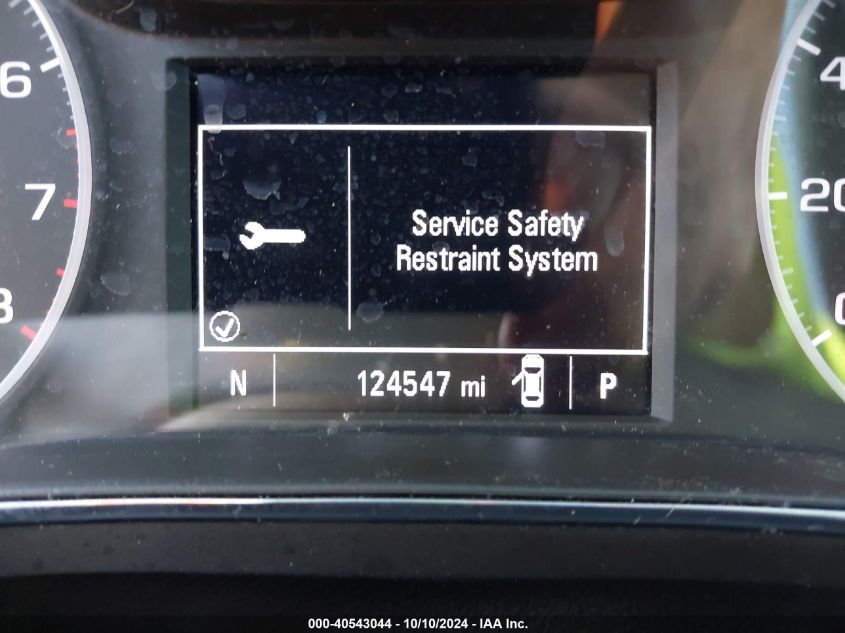 6
7
8
4
20
0
Service Safety
Restraint System
N 124547 mi P
000-40543044 - 10/10/2024 - IAA Inc.